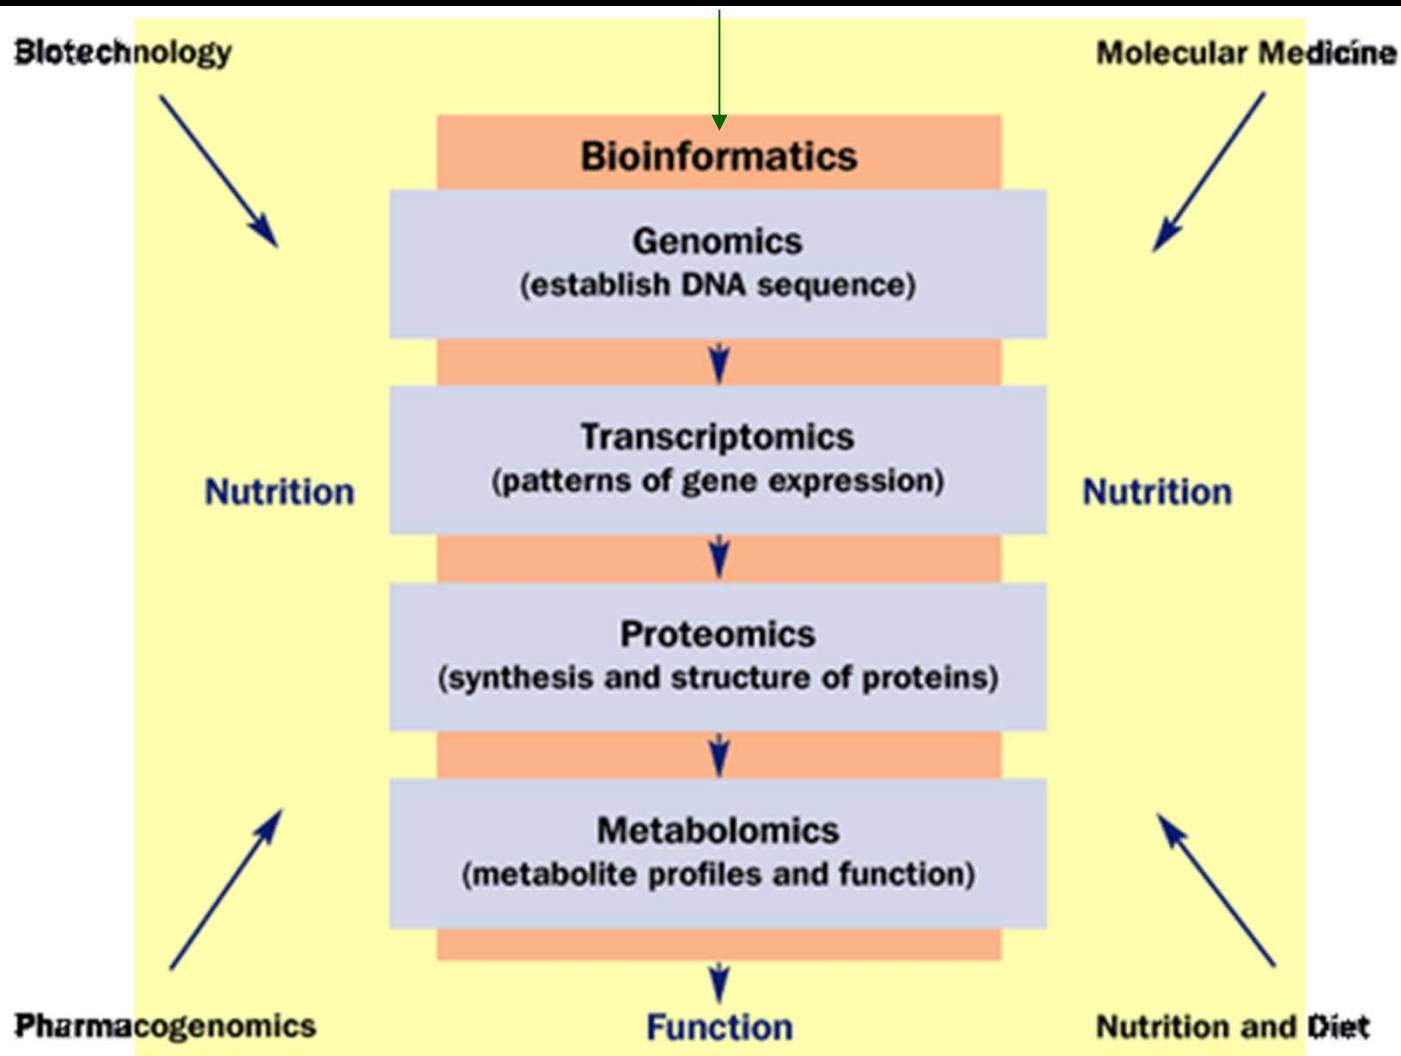 Biotechnology
Molecular Medicine
Bioinformatics
Genomics
(establish DNA sequence)
Transcriptomics
(patterns of gene expression)
Nutrition
Nutrition
Proteomics
(synthesis and structure of proteins)
Metabolomics
(metabolite profiles and function)
Pharmacogenomics
Function
Nutrition and Diet